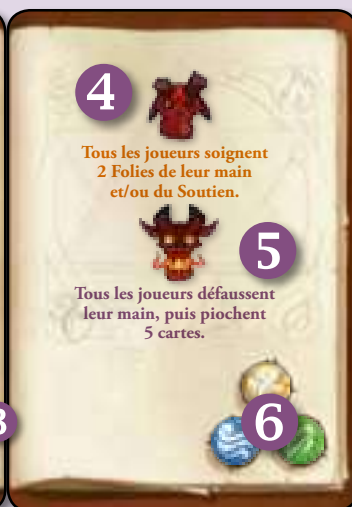 4
Tous les joueurs soignent
2 Folies de leur main
et/ou du Soutien.
5
Tous les joueurs défaussent
leur main, puis piochent
5 cartes.
6
3